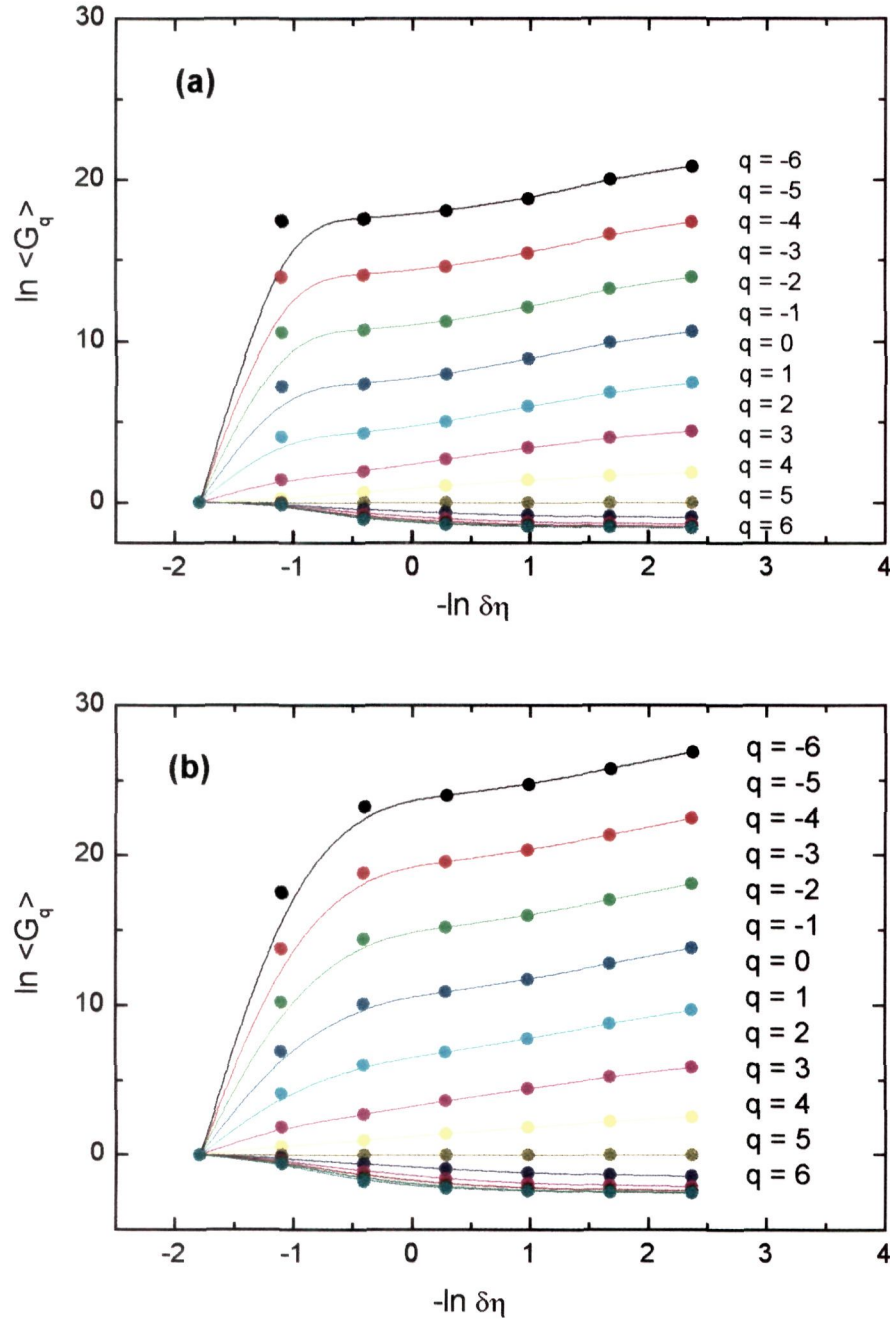 (a)
30
20
10
0
ln <G_q>
-2 -1 0 1 2 3 4
-ln δη
q = -6
q = -5
q = -4
q = -3
q = -2
q = -1
q = 0
q = 1
q = 2
q = 3
q = 4
q = 5
q = 6
(b)
30
20
10
0
ln <G_q>
-2 -1 0 1 2 3 4
-ln δη
q = -6
q = -5
q = -4
q = -3
q = -2
q = -1
q = 0
q = 1
q = 2
q = 3
q = 4
q = 5
q = 6